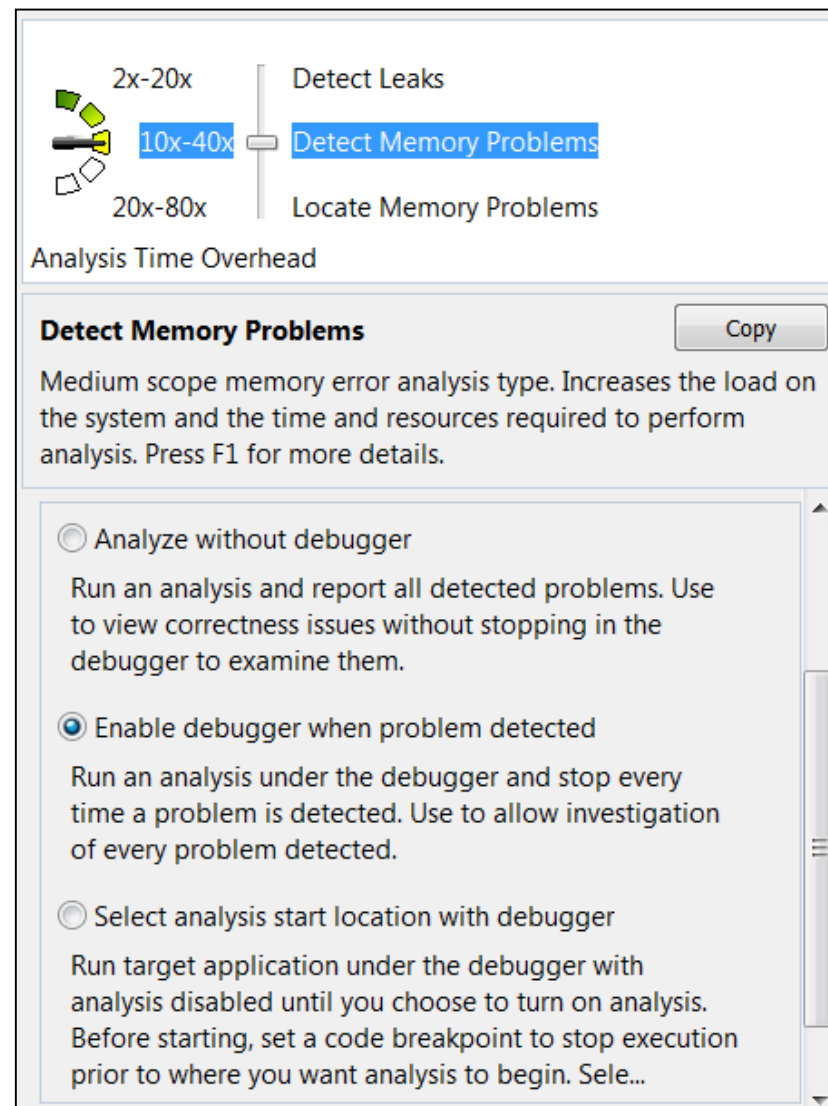 2x-20x Detect Leaks
10x-40x Detect Memory Problems
20x-80x Locate Memory Problems
Analysis Time Overhead
Detect Memory Problems Copy
Medium scope memory error analysis type. Increases the load on
the system and the time and resources required to perform
analysis. Press F1 for more details.
Analyze without debugger
Run an analysis and report all detected problems. Use
to view correctness issues without stopping in the
debugger to examine them.
Enable debugger when problem detected
Run an analysis under the debugger and stop every
time a problem is detected. Use to allow investigation
of every problem detected.
Select analysis start location with debugger
Run target application under the debugger with
analysis disabled until you choose to turn on analysis.
Before starting, set a code breakpoint to stop execution
prior to where you want analysis to begin. Sele...